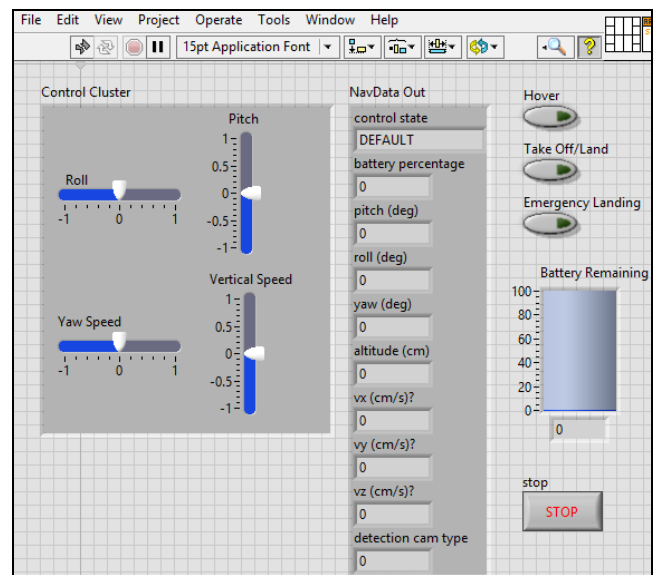 File Edit View Project Operate Tools Window Help
15pt Application Font
Control Cluster
Pitch
1
0.5
0
-0.5
-1
Roll
-1 0 1
Vertical Speed
1
0.5
0
-0.5
-1
Yaw Speed
-1 0 1
NavData Out
control state
DEFAULT
battery percentage
0
pitch (deg)
0
roll (deg)
0
yaw (deg)
0
altitude (cm)
0
vx (cm/s)?
0
vy (cm/s)?
0
vz (cm/s)?
0
detection cam type
0
Hover
Take Off/Land
Emergency Landing
Battery Remaining
100
80
60
40
20
0
0
stop
STOP